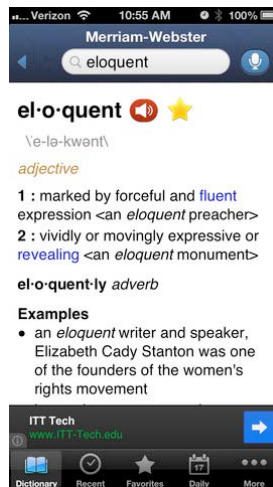 Verizon 10:55 AM 100%
Merriam-Webster
eloquent
el·o·quent
\'e-lə-kwənt\
adjective
1 : marked by forceful and fluent
expression <an eloquent preacher>
2 : vividly or movingly expressive or
revealing <an eloquent monument>
el·o·quent·ly adverb
Examples
• an eloquent writer and speaker,
Elizabeth Cady Stanton was one
of the founders of the women's
rights movement
ITT Tech
www.ITT-Tech.edu
17
Dictionary Recent Favorites Daily More